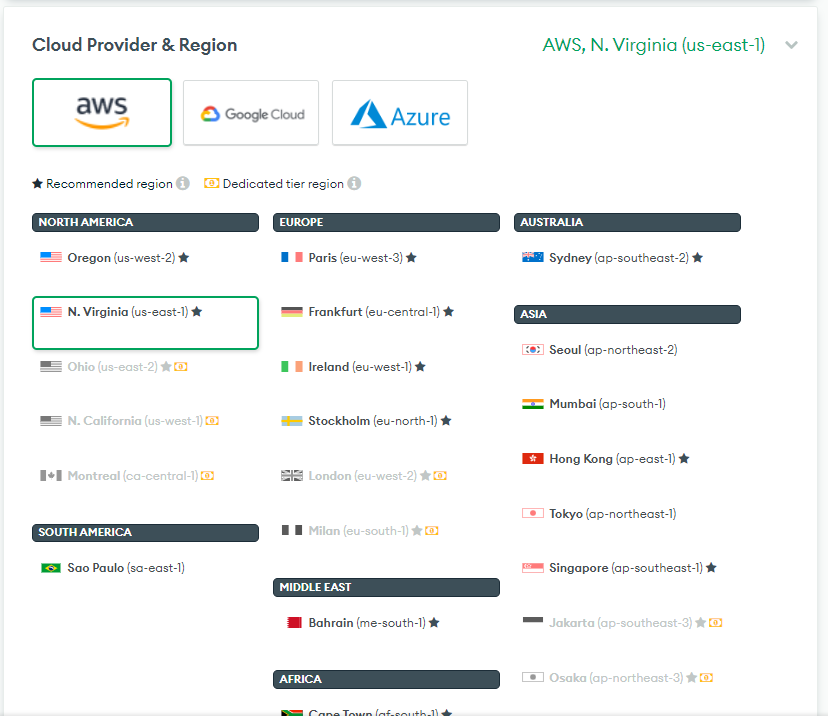 Cloud Provider & Region
AWS, N. Virginia (us-east-1)
aws
Google Cloud
Azure
Recommended region
Dedicated tier region
NORTH AMERICA
Oregon (us-west-2)
N. Virginia (us-east-1)
Ohio (us-east-2)
N. California (us-west-1)
Montreal (ca-central-1)
SOUTH AMERICA
Sao Paulo (sa-east-1)
EUROPE
Paris (eu-west-3)
Frankfurt (eu-central-1)
Ireland (eu-west-1)
Stockholm (eu-north-1)
London (eu-west-2)
Milan (eu-south-1)
MIDDLE EAST
Bahrain (me-south-1)
AFRICA
Cape Town (af-south-1)
AUSTRALIA
Sydney (ap-southeast-2)
ASIA
Seoul (ap-northeast-2)
Mumbai (ap-south-1)
Hong Kong (ap-east-1)
Tokyo (ap-northeast-1)
Singapore (ap-southeast-1)
Jakarta (ap-southeast-3)
Osaka (ap-northeast-3)